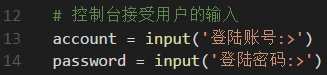 12 # 控制台接受用户的输入
13 account = input('登陆账号:>')
14 password = input('登陆密码:>')